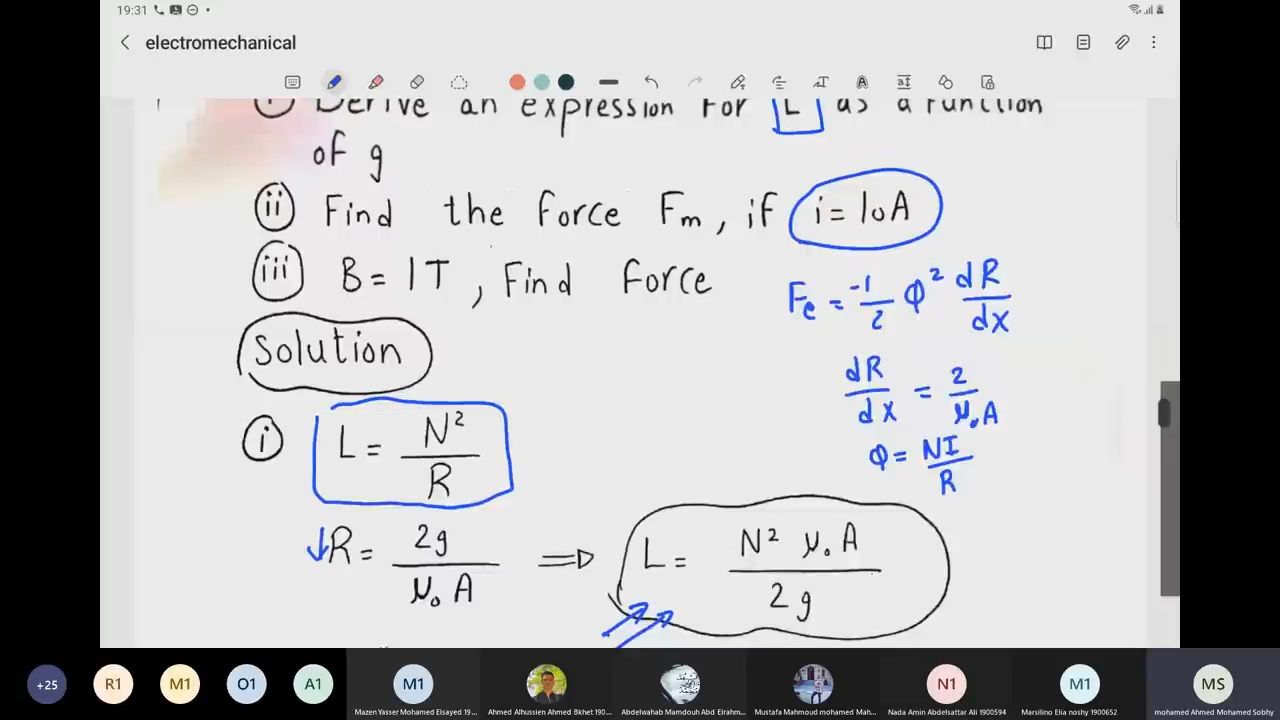 19:31
electromechanical
i Derive an expression For L as a Function
of g
ii Find the Force Fm, if i = 10A
iii B = 1T, Find Force
Fe = -1/2 φ² dR/dx
Solution
dR/dx = 2/μ₀A
i L = N²/R
φ = NI/R
↓R = 2g/μ₀A ⟹ L = N² μ₀A/2g
+25 R1 M1 O1 A1 M1 N1 M1 MS
Mazen Yasser Mohamed Elsayed 19... Ahmed Alhussien Ahmed Bkhet 190... Abdelwahab Mamdouh Abd Elrahm... Mustafa Mahmoud mohamed Mah... Nada Amin Abdelsattar Ali 1900594 Marsilino Elia noshy 1900652 mohamed Ahmed Mohamed Sobhy